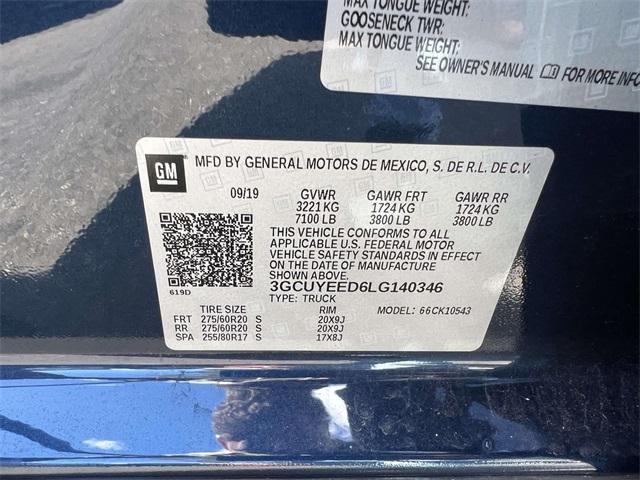 MAX TONGUE WEIGHT:
GOOSENECK TWR:
MAX TONGUE WEIGHT:
SEE OWNER'S MANUAL FOR MORE INFO
GM
MFD BY GENERAL MOTORS DE MEXICO, S. DE R.L. DE C.V.
09/19 GVWR GAWR FRT GAWR RR
3221 KG 1724 KG 1724 KG
7100 LB 3800 LB 3800 LB
THIS VEHICLE CONFORMS TO ALL
APPLICABLE U.S. FEDERAL MOTOR
VEHICLE SAFETY STANDARDS IN EFFECT
ON THE DATE OF MANUFACTURE
SHOWN ABOVE.
619D
3GCUYEED6LG140346
TYPE: TRUCK
TIRE SIZE RIM MODEL: 66CK10543
FRT 275/60R20 S 20X9J
RR 275/60R20 S 20X9J
SPA 255/80R17 S 17X8J